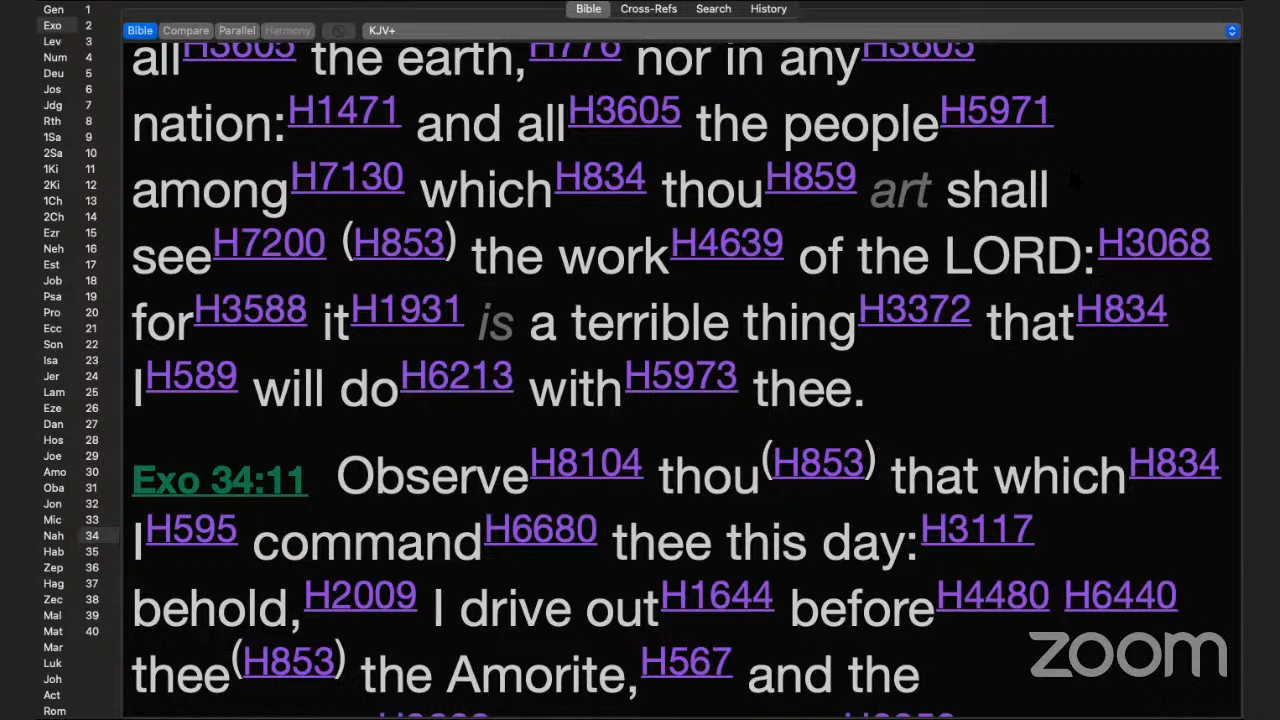 Bible Cross-Refs Search History
Bible Compare Parallel Harmony KJV+
Gen 1
Exo 2
Lev 3
Num 4
Deu 5
Jos 6
Jdg 7
Rth 8
1Sa 9
2Sa 10
1Ki 11
2Ki 12
1Ch 13
2Ch 14
Ezr 15
Neh 16
Est 17
Job 18
Psa 19
Pro 20
Ecc 21
Son 22
Isa 23
Jer 24
Lam 25
Eze 26
Dan 27
Hos 28
Joe 29
Amo 30
Oba 31
Jon 32
Mic 33
Nah 34
Hab 35
Zep 36
Hag 37
Zec 38
Mal 39
Mat 40
Mar
Luk
Joh
Act
Rom
allH3605 the earth,H776 nor in anyH3605
nation:H1471 and allH3605 the peopleH5971
amongH7130 whichH834 thouH859 art shall
seeH7200 (H853) the workH4639 of the LORD:H3068
forH3588 itH1931 is a terrible thingH3372 thatH834
IH589 will doH6213 withH5973 thee.
Exo 34:11 ObserveH8104 thou(H853) that whichH834
IH595 commandH6680 thee this day:H3117
behold,H2009 I drive outH1644 beforeH4480 H6440
thee(H853) the Amorite,H567 and the
zoom